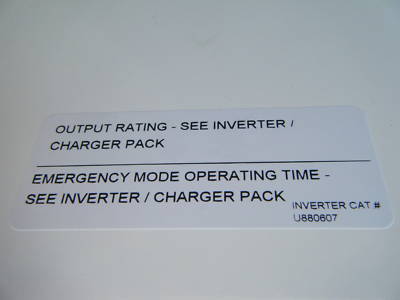 OUTPUT RATING - SEE INVERTER /
CHARGER PACK
EMERGENCY MODE OPERATING TIME -
SEE INVERTER / CHARGER PACK
INVERTER CAT #
U880607